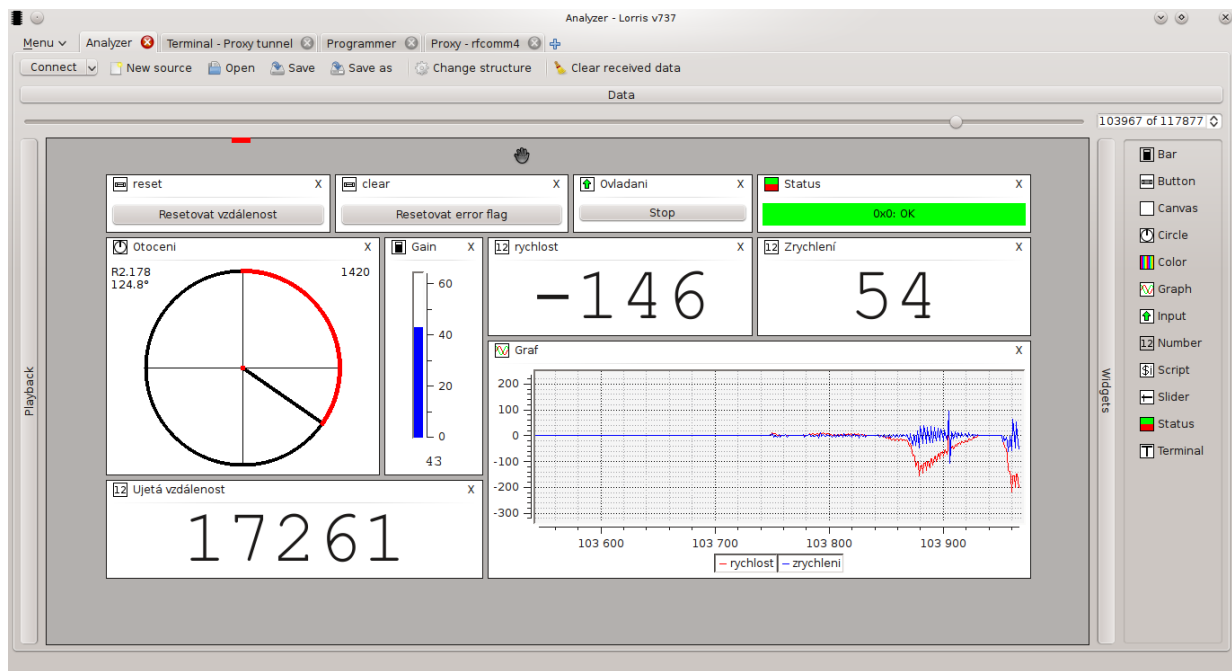 Analyzer - Lorris v737
Menu Analyzer Terminal - Proxy tunnel Programmer Proxy - rfcomm4
Connect New source Open Save Save as Change structure Clear received data
Data
103967 of 117877
Playback
reset X
Resetovat vzdálenost
clear X
Resetovat error flag
Ovladani X
Stop
Status X
0x0: OK
12 Otoceni X
R2.178 1420
124.8°
Gain X
60
40
20
0
43
12 rychlost X
-146
12 Zrychlení X
54
Graf X
200
100
0
-100
-200
-300
103 600 103 700 103 800 103 900
rychlost zrychleni
12 Ujetá vzdálenost X
17261
Widgets
Bar
Button
Canvas
Circle
Color
Graph
Input
12 Number
$i Script
Slider
Status
T Terminal